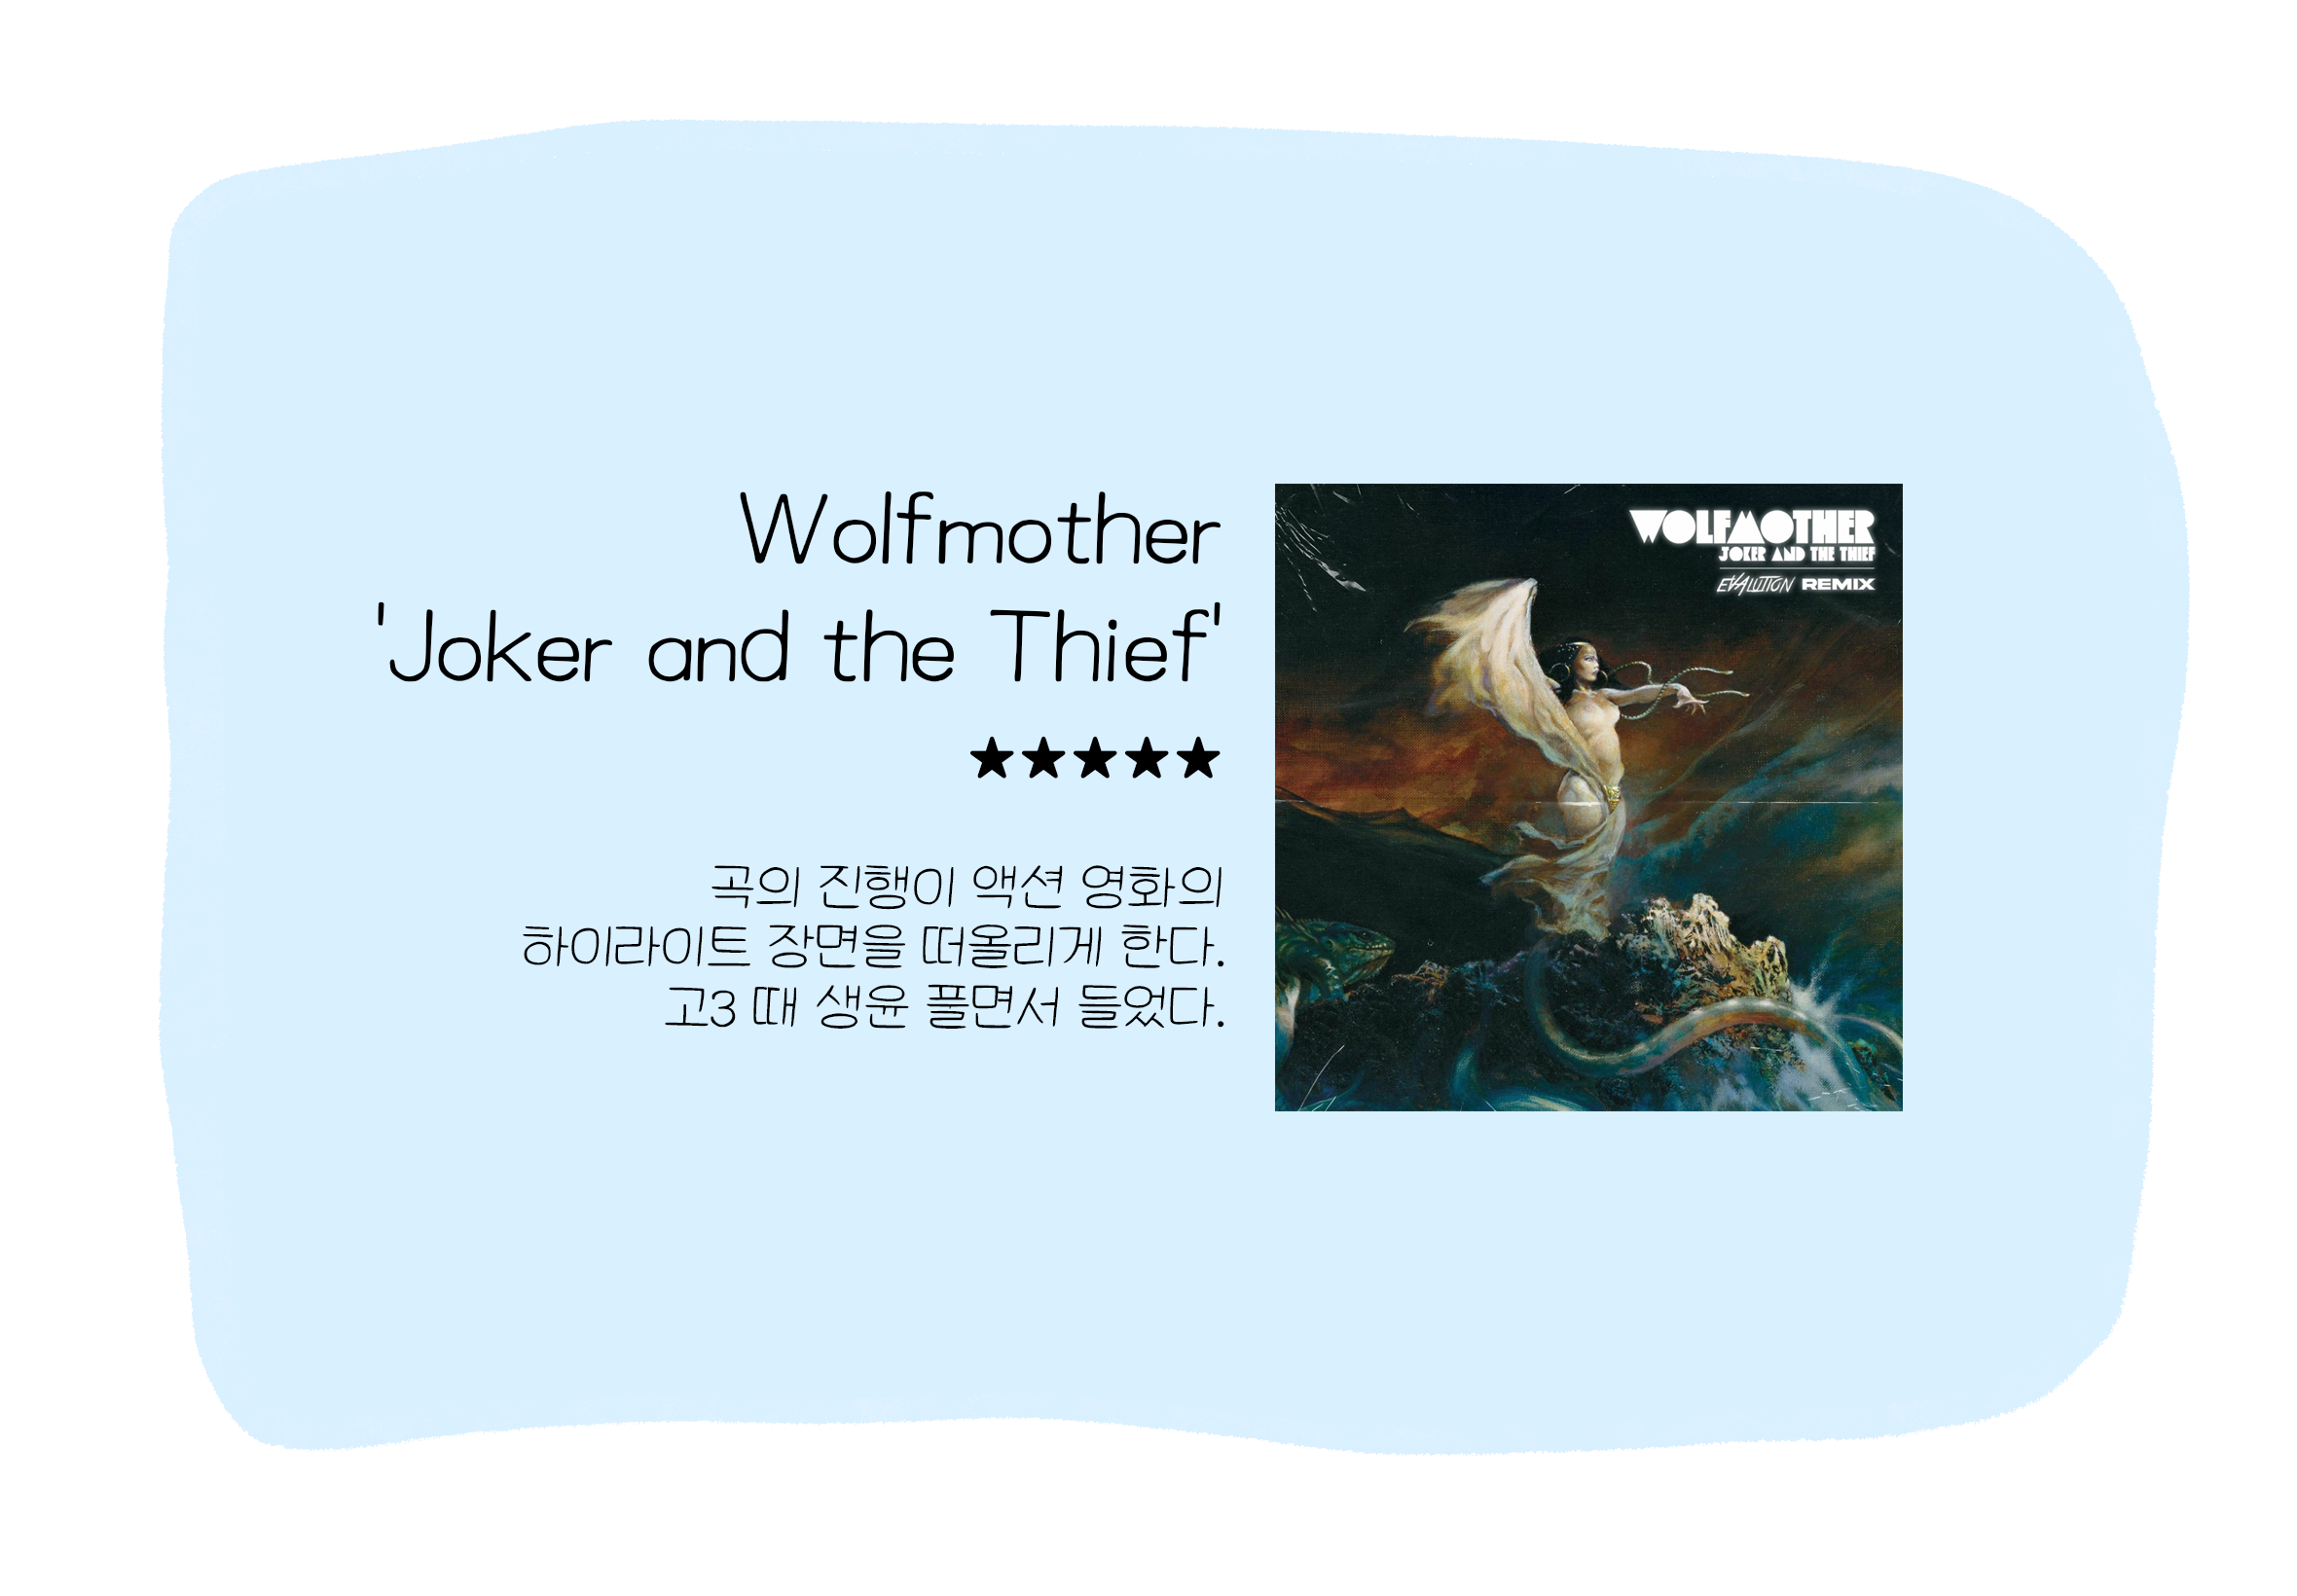 Wolfmother
'Joker and the Thief'
★★★★★
곡의 진행이 액션 영화의
하이라이트 장면을 떠올리게 한다.
고3 때 생윤 풀면서 들었다.
WOLFMOTHER
JOKER AND THE THIEF
EVALUTION REMIX